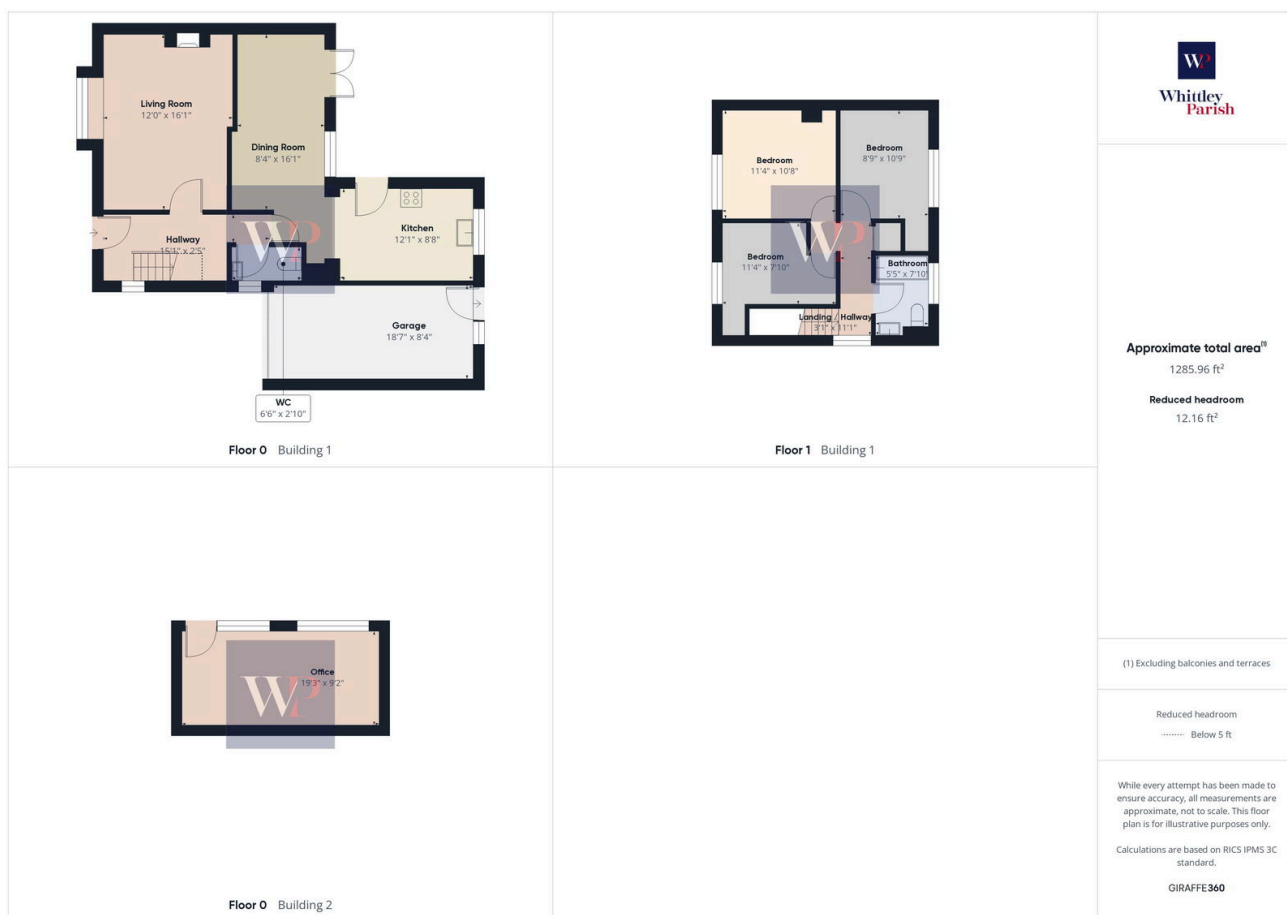 Living Room
12'0" x 16'1"
Dining Room
8'4" x 16'1"
Hallway
15'1" x 2'5"
Kitchen
12'1" x 8'8"
Garage
18'7" x 8'4"
WC
6'6" x 2'10"
Floor 0 Building 1
Bedroom
11'4" x 10'8"
Bedroom
8'9" x 10'9"
Bedroom
11'4" x 7'10"
Bathroom
5'5" x 7'10"
Landing / Hallway
3'1" x 11'1"
Floor 1 Building 1
Office
19'3" x 9'2"
Floor 0 Building 2
WP
WP
WP
WP
Whittley
Parish
Approximate total area(1)
1285.96 ft²
Reduced headroom
12.16 ft²
(1) Excluding balconies and terraces
Reduced headroom
Below 5 ft
While every attempt has been made to
ensure accuracy, all measurements are
approximate, not to scale. This floor
plan is for illustrative purposes only.
Calculations are based on RICS IPMS 3C
standard.
GIRAFFE360